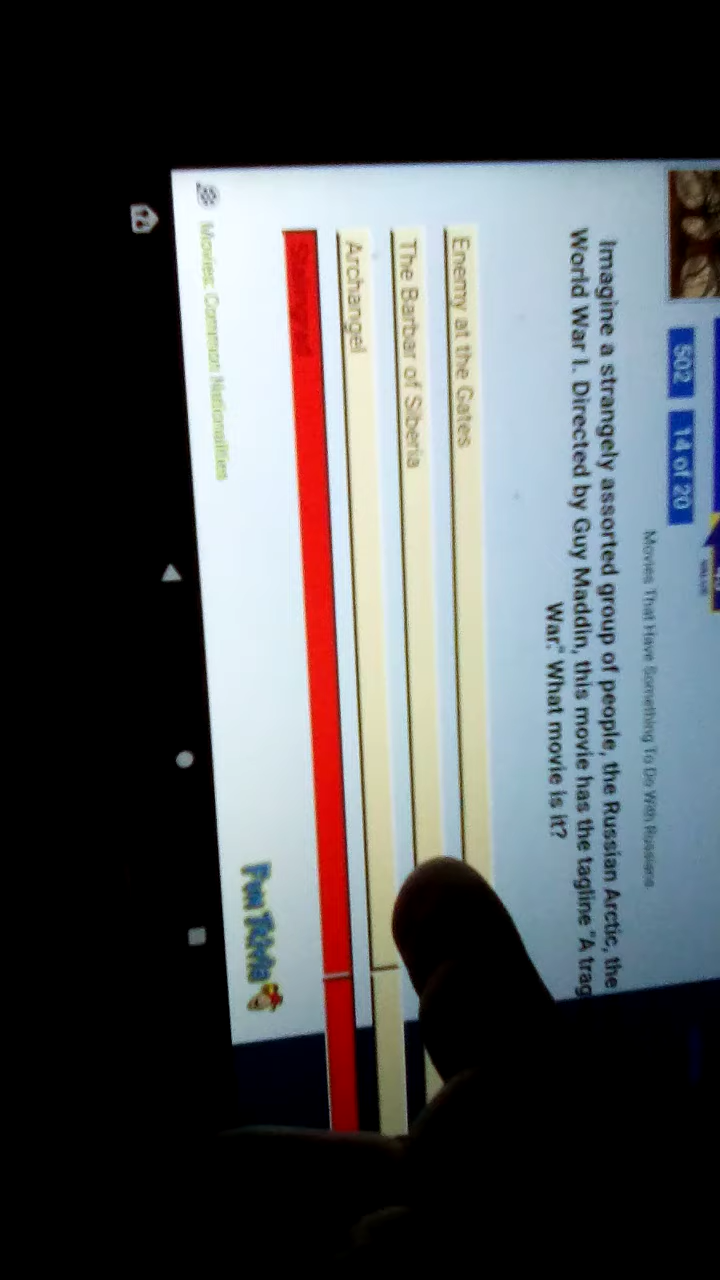 502 14 of 20
Movies That Have Something To Do With Russians
Imagine a strangely assorted group of people, the Russian Arctic, the
World War I. Directed by Guy Maddin, this movie has the tagline "A trag
War." What movie is it?
Enemy at the Gates
The Barbar of Siberia
Archangel
Movies: Common Nationalities
Fun Trivia